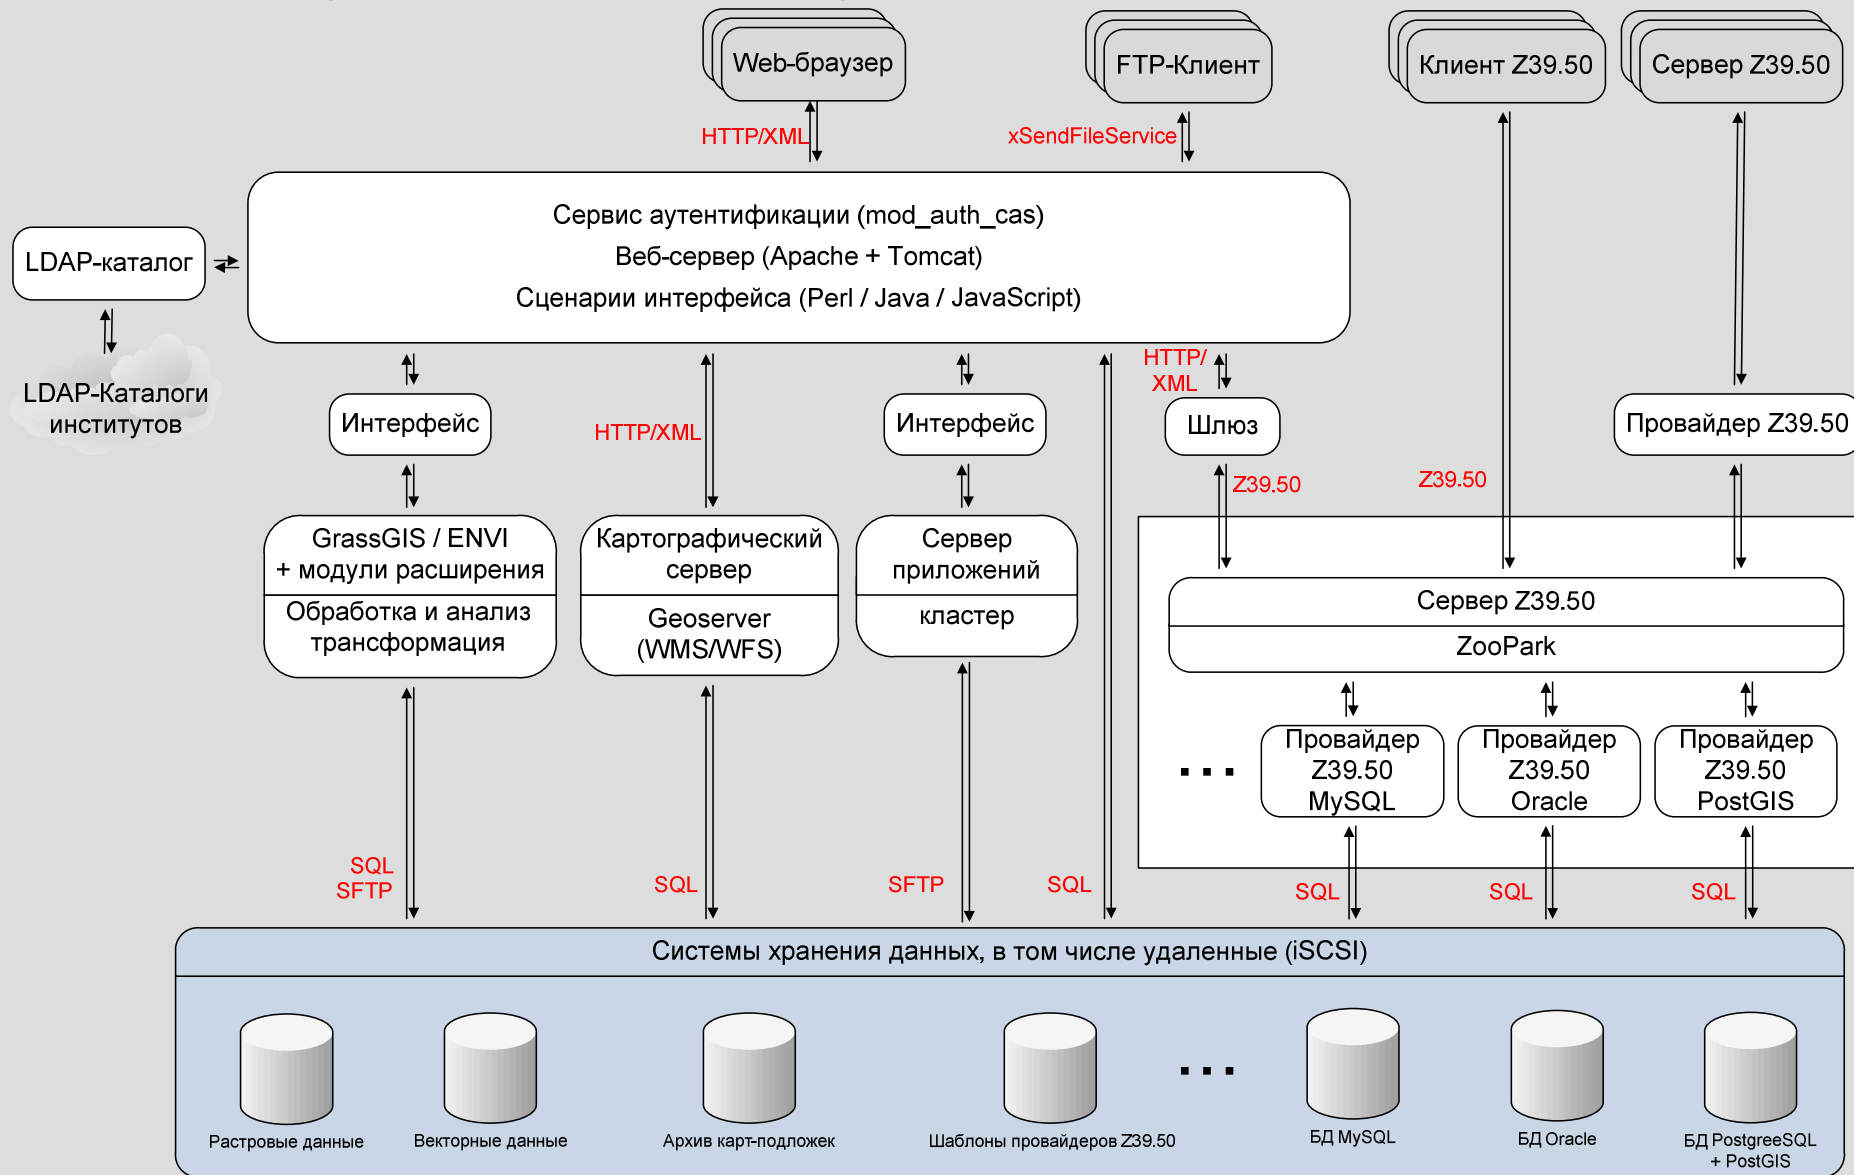 Web-браузер
FTP-Клиент
Клиент Z39.50
Сервер Z39.50
HTTP/XML
xSendFileService
Сервис аутентификации (mod_auth_cas)
Веб-сервер (Apache + Tomcat)
Сценарии интерфейса (Perl / Java / JavaScript)
LDAP-каталог
LDAP-Каталоги
институтов
HTTP/
XML
Интерфейс
HTTP/XML
Интерфейс
Шлюз
Провайдер Z39.50
Z39.50
Z39.50
GrassGIS / ENVI
+ модули расширения
Обработка и анализ
трансформация
Картографический
сервер
Geoserver
(WMS/WFS)
Сервер
приложений
кластер
Сервер Z39.50
ZooPark
...
Провайдер
Z39.50
MySQL
Провайдер
Z39.50
Oracle
Провайдер
Z39.50
PostGIS
SQL
SFTP
SQL
SFTP
SQL
SQL
SQL
SQL
Системы хранения данных, в том числе удаленные (iSCSI)
...
Растровые данные
Векторные данные
Архив карт-подложек
Шаблоны провайдеров Z39.50
БД MySQL
БД Oracle
БД PostgreeSQL
+ PostGIS